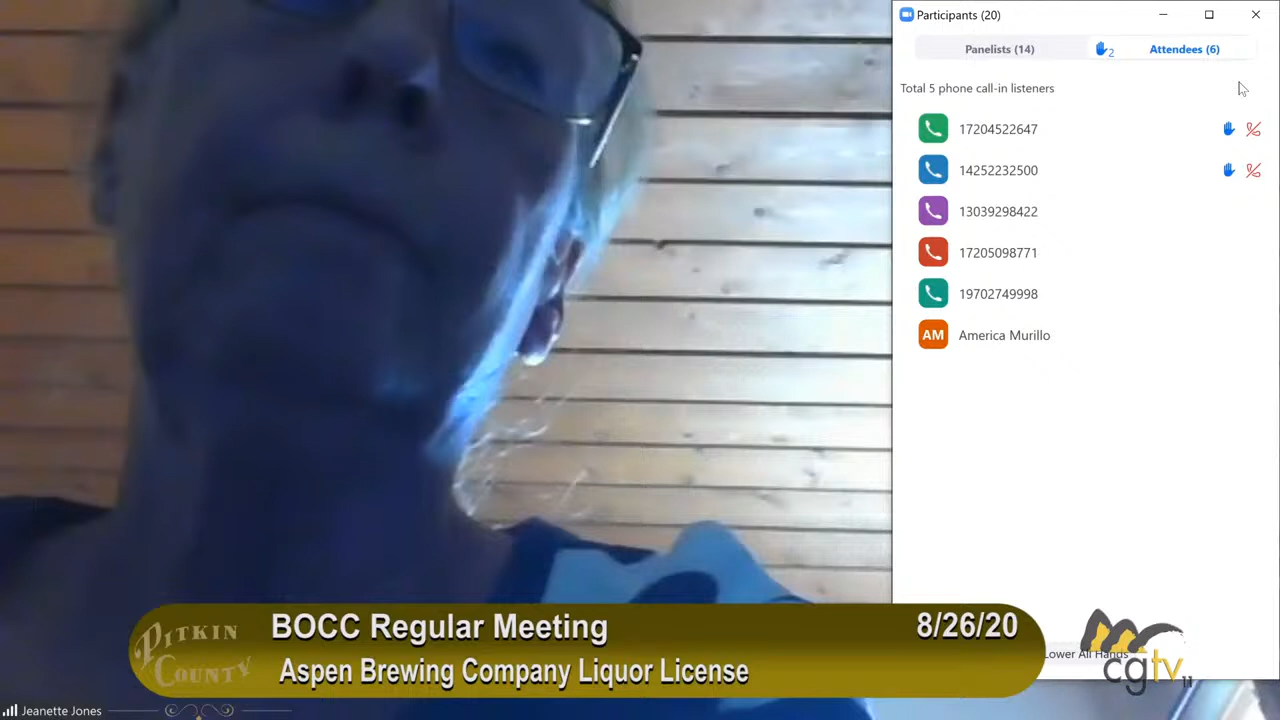 Participants (20)
Panelists (14)
2
Attendees (6)
Total 5 phone call-in listeners
17204522647
14252232500
13039298422
17205098771
19702749998
AM America Murillo
PITKIN
COUNTY
BOCC Regular Meeting
8/26/20
Aspen Brewing Company Liquor License
Lower All Hands
cgtv 11
Jeanette Jones